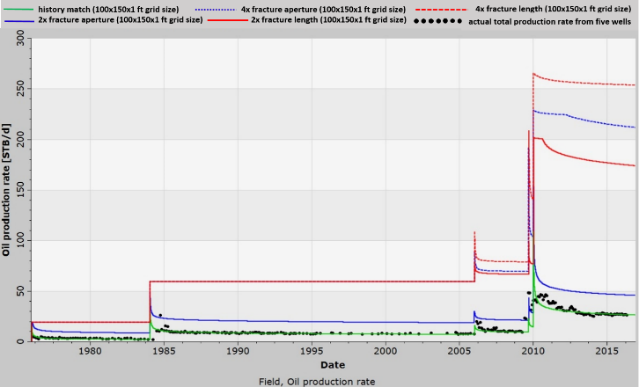 history match (100x150x1 ft grid size) 4x fracture aperture (100x150x1 ft grid size) 4x fracture length (100x150x1 ft grid size)
2x fracture aperture (100x150x1 ft grid size) 2x fracture length (100x150x1 ft grid size) actual total production rate from five wells
300
250
200
150
100
50
0
Oil production rate [STB/d]
1980 1985 1990 1995 2000 2005 2010 2015
Date
Field, Oil production rate